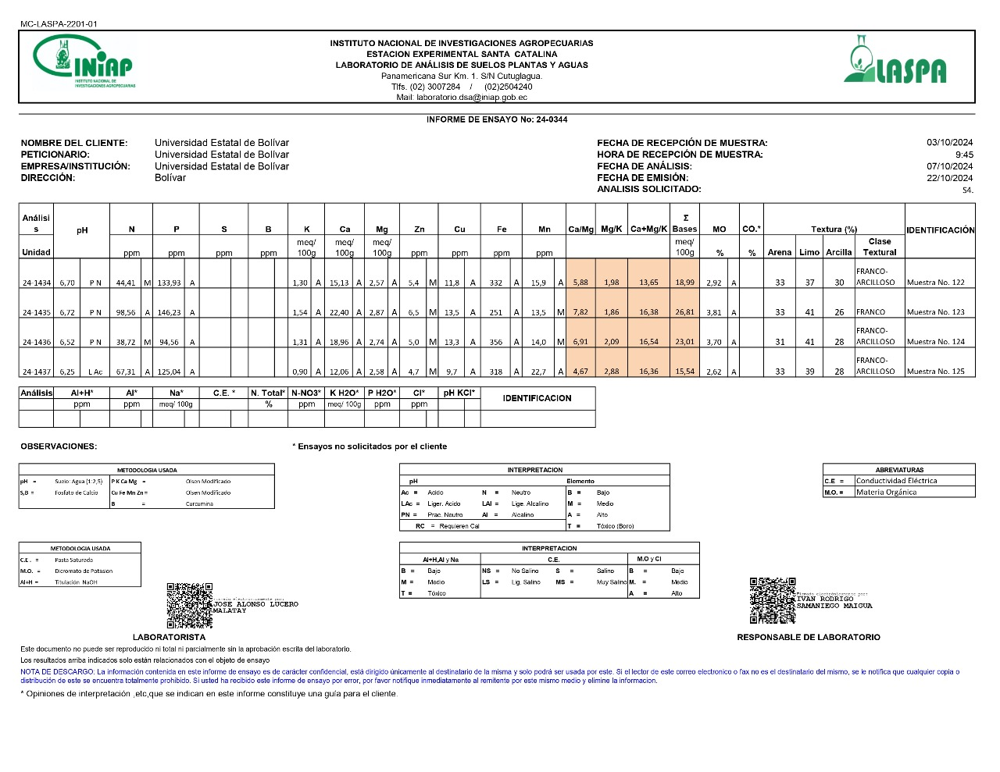 MC-LASPA-2201-01
INIAP
INSTITUTO NACIONAL DE
INVESTIGACIONES AGROPECUARIAS
INSTITUTO NACIONAL DE INVESTIGACIONES AGROPECUARIAS
ESTACION EXPERIMENTAL SANTA CATALINA
LABORATORIO DE ANÁLISIS DE SUELOS PLANTAS Y AGUAS
Panamericana Sur Km. 1. S/N Cutuglagua.
Tlfs. (02) 3007284 / (02)2504240
Mail: laboratorio.dsa@iniap.gob.ec
LASPA
INFORME DE ENSAYO No: 24-0344
NOMBRE DEL CLIENTE: Universidad Estatal de Bolívar
PETICIONARIO: Universidad Estatal de Bolívar
EMPRESA/INSTITUCIÓN: Universidad Estatal de Bolívar
DIRECCIÓN: Bolívar
FECHA DE RECEPCIÓN DE MUESTRA: 03/10/2024
HORA DE RECEPCIÓN DE MUESTRA: 9:45
FECHA DE ANÁLISIS: 07/10/2024
FECHA DE EMISIÓN: 22/10/2024
ANALISIS SOLICITADO: S4.
Análisi
s pH N P S B K Ca Mg Zn Cu Fe Mn Ca/Mg Mg/K Ca+Mg/K Σ Bases MO CO.* Textura (%) IDENTIFICACIÓN
Unidad ppm ppm ppm ppm meq/ 100g meq/ 100g meq/ 100g ppm ppm ppm ppm meq/ 100g % % Arena Limo Arcilla Clase Textural
24-1434 6,70 P N 44,41 M 133,93 A 1,30 A 15,13 A 2,57 A 5,4 M 11,8 A 332 A 15,9 A 5,88 1,98 13,65 18,99 2,92 A 33 37 30 FRANCO-ARCILLOSO Muestra No. 122
24-1435 6,72 P N 98,56 A 146,23 A 1,54 A 22,40 A 2,87 A 6,5 M 13,5 A 251 A 13,5 M 7,82 1,86 16,38 26,81 3,81 A 33 41 26 FRANCO Muestra No. 123
24-1436 6,52 P N 38,72 M 94,56 A 1,31 A 18,96 A 2,74 A 5,0 M 13,3 A 356 A 14,0 M 6,91 2,09 16,54 23,01 3,70 A 31 41 28 FRANCO-ARCILLOSO Muestra No. 124
24-1437 6,25 L Ac 67,31 A 125,04 A 0,90 A 12,06 A 2,58 A 4,7 M 9,7 A 318 A 22,7 A 4,67 2,88 16,36 15,54 2,62 A 33 39 28 FRANCO-ARCILLOSO Muestra No. 125
Análisis Al+H* Al* Na* C.E. * N. Total* N-NO3* K H2O* P H2O* Cl* pH KCl* IDENTIFICACION
ppm ppm meq/ 100g % ppm meq/ 100g ppm ppm
OBSERVACIONES: * Ensayos no solicitados por el cliente
METODOLOGIA USADA
pH = Suelo: Agua (1:2,5) P K Ca Mg = Olsen Modificado
S,B = Fosfato de Calcio Cu Fe Mn Zn = Olsen Modificado
B = Curcumina
INTERPRETACION
pH Elemento
Ac = Acido N = Neutro B = Bajo
LAc = Liger. Acido LAl = Lige. Alcalino M = Medio
PN = Prac. Neutro Al = Alcalino A = Alto
RC = Requieren Cal T = Tóxico (Boro)
ABREVIATURAS
C.E = Conductividad Eléctrica
M.O. = Materia Orgánica
METODOLOGIA USADA
C.E . = Pasta Saturada
M.O. = Dicromato de Potasion
Al+H = Titulación NaOH
INTERPRETACION
Al+H,Al y Na C.E. M.O y Cl
B = Bajo NS = No Salino S = Salino B = Bajo
M = Medio LS = Lig. Salino MS = Muy Salino M. = Medio
T = Tóxico A = Alto
Firmado electrónicamente por:
JOSE ALONSO LUCERO
MALATAY
LABORATORISTA
Firmado electrónicamente por:
IVAN RODRIGO
SAMANIEGO MAIGUA
RESPONSABLE DE LABORATORIO
Este documento no puede ser reproducido ni total ni parcialmente sin la aprobación escrita del laboratorio.
Los resultados arriba indicados solo están relacionados con el objeto de ensayo
NOTA DE DESCARGO: La información contenida en este informe de ensayo es de carácter confidencial, está dirigido únicamente al destinatario de la misma y solo podrá ser usada por este. Si el lector de este correo electronico o fax no es el destinatario del mismo, se le notifica que cualquier copia o
distribución de este se encuentra totalmente prohibido. Si usted ha recibido este informe de ensayo por error, por favor notifique inmediatamente al remitente por este mismo medio y elimine la informacion.
* Opiniones de interpretación ,etc,que se indican en este informe constituye una guía para el cliente.